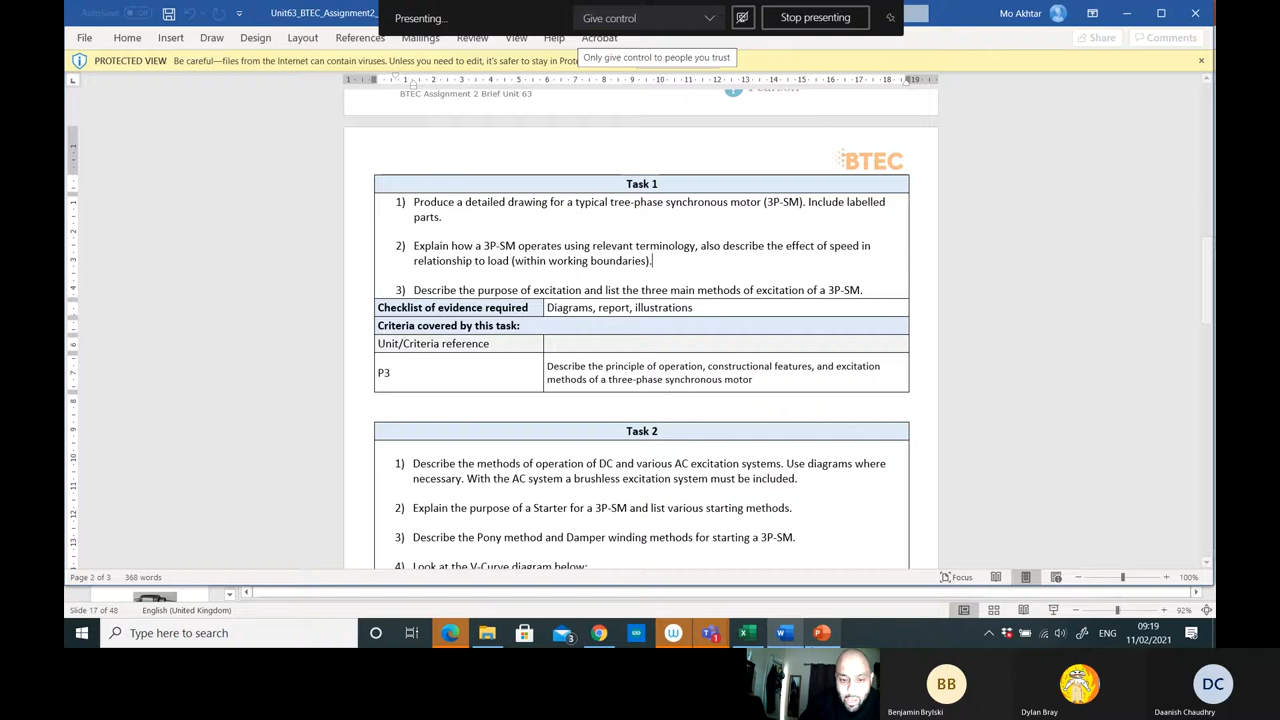 AutoSave Off
Unit63_BTEC_Assignment2_
Presenting...
Give control
Stop presenting
Mo Akhtar
File Home Insert Draw Design Layout References Mailings Review View Help Acrobat
Share Comments
Only give control to people you trust
PROTECTED VIEW Be careful—files from the Internet can contain viruses. Unless you need to edit, it's safer to stay in Prote
BTEC Assignment 2 Brief Unit 63
Pearson
BTEC
Task 1
1) Produce a detailed drawing for a typical tree-phase synchronous motor (3P-SM). Include labelled
parts.
2) Explain how a 3P-SM operates using relevant terminology, also describe the effect of speed in
relationship to load (within working boundaries).
3) Describe the purpose of excitation and list the three main methods of excitation of a 3P-SM.
Checklist of evidence required Diagrams, report, illustrations
Criteria covered by this task:
Unit/Criteria reference
P3 Describe the principle of operation, constructional features, and excitation
methods of a three-phase synchronous motor
Task 2
1) Describe the methods of operation of DC and various AC excitation systems. Use diagrams where
necessary. With the AC system a brushless excitation system must be included.
2) Explain the purpose of a Starter for a 3P-SM and list various starting methods.
3) Describe the Pony method and Damper winding methods for starting a 3P-SM.
4) Look at the V-Curve diagram below:
Page 2 of 3 368 words
Focus
100%
Slide 17 of 48 English (United Kingdom)
92%
Type here to search
ENG
09:19
11/02/2021
BB
Benjamin Brylski
Dylan Bray
DC
Daanish Chaudhry